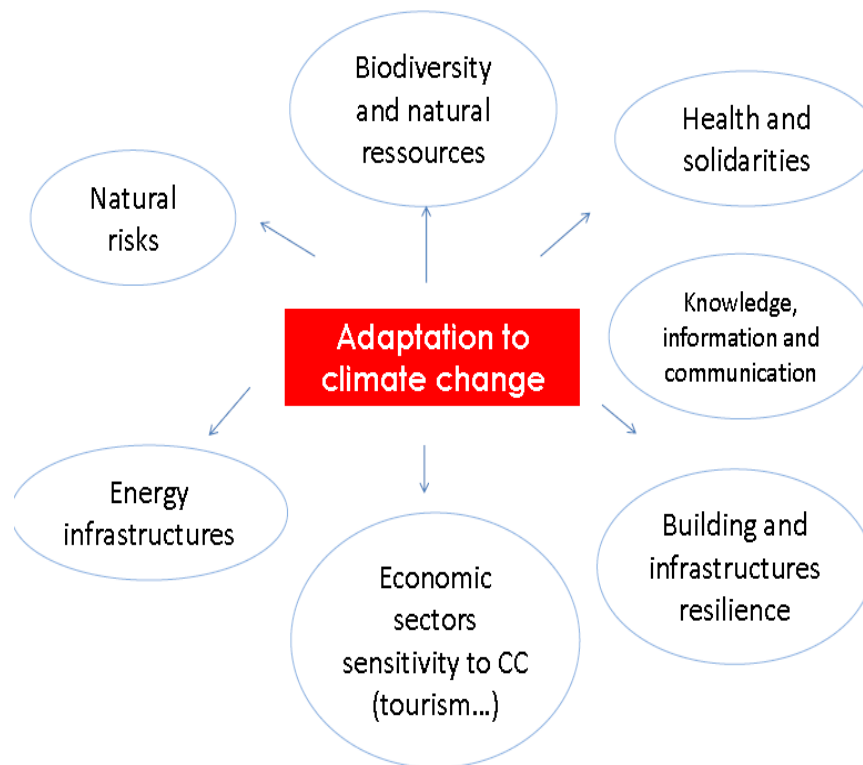 Biodiversity
and natural
ressources
Health and
solidarities
Natural
risks
Knowledge,
information and
communication
Adaptation to
climate change
Energy
infrastructures
Building and
infrastructures
resilience
Economic
sectors
sensitivity to CC
(tourism...)